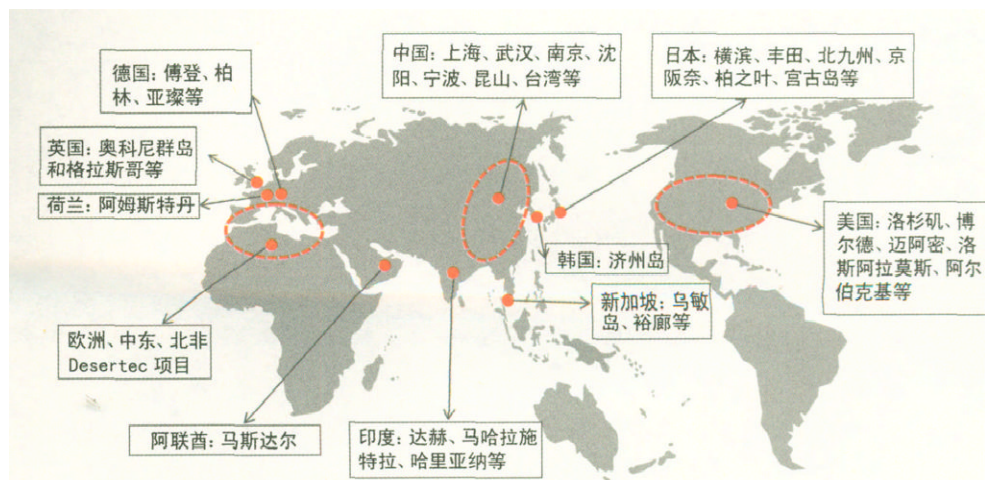 德国：傅登、柏
林、亚璨等
中国：上海、武汉、南京、沈
阳、宁波、昆山、台湾等
日本：横滨、丰田、北九州、京
阪奈、柏之叶、宫古岛等
英国：奥科尼群岛
和格拉斯哥等
荷兰：阿姆斯特丹
美国：洛杉矶、博
尔德、迈阿密、洛
斯阿拉莫斯、阿尔
伯克基等
韩国：济州岛
新加坡：乌敏
岛、裕廊等
欧洲、中东、北非
Desertec 项目
阿联酋：马斯达尔
印度：达赫、马哈拉施
特拉、哈里亚纳等